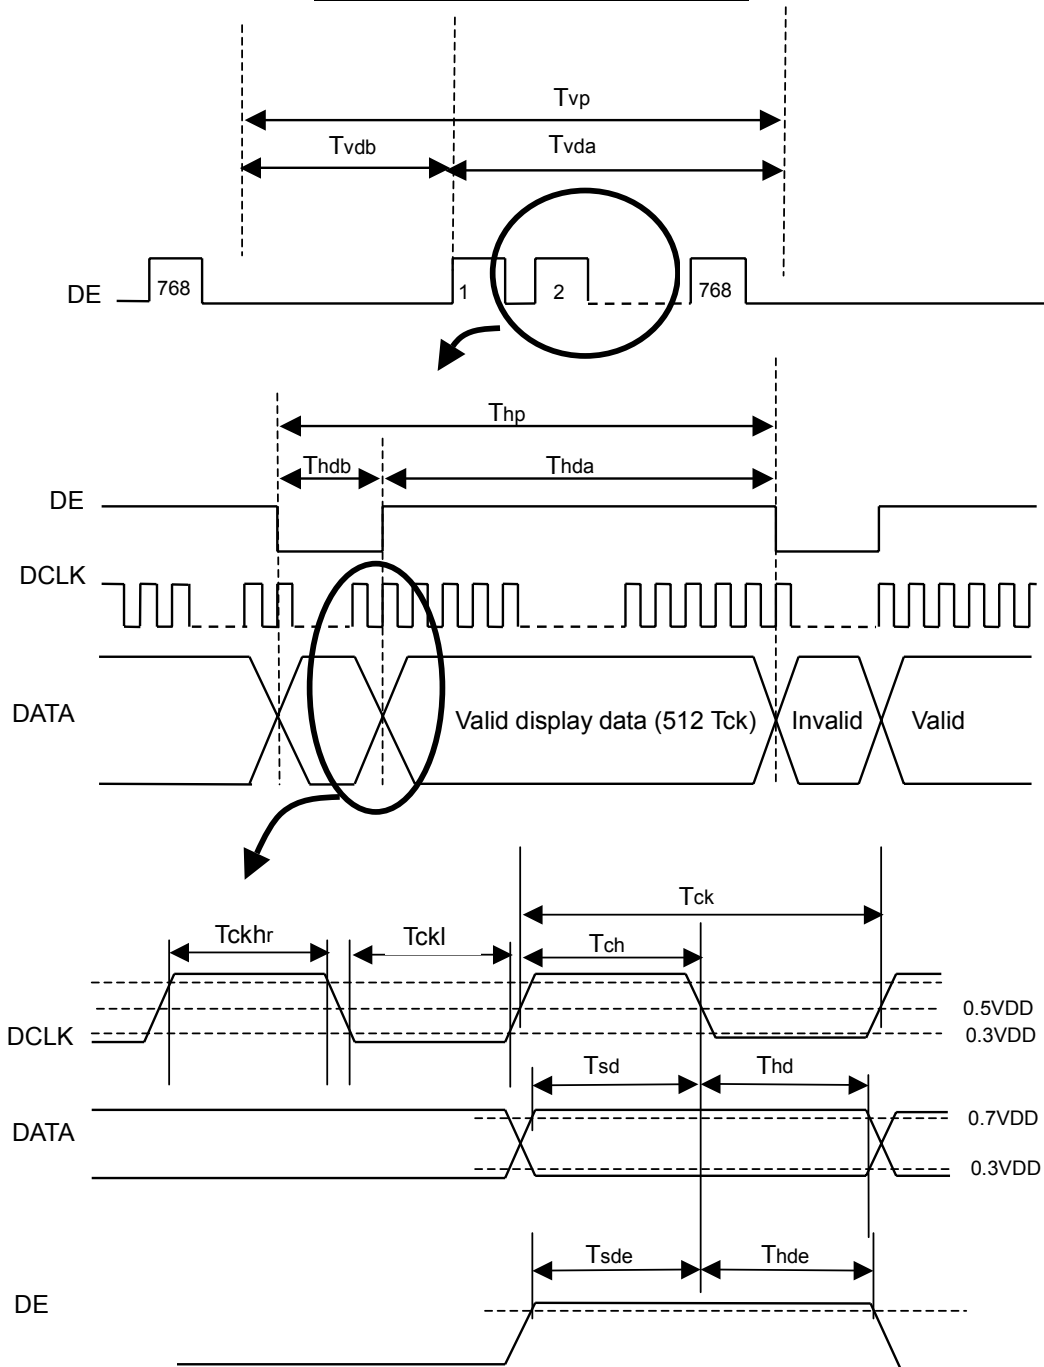 Tvp
Tvdb Tvda
DE 768 1 2 768
Thp
Thdb Thda
DE
DCLK
DATA Valid display data (512 Tck) Invalid Valid
Tck
Tckhr Tckl Tch
0.5VDD
DCLK 0.3VDD
Tsd Thd
DATA 0.7VDD
0.3VDD
Tsde Thde
DE